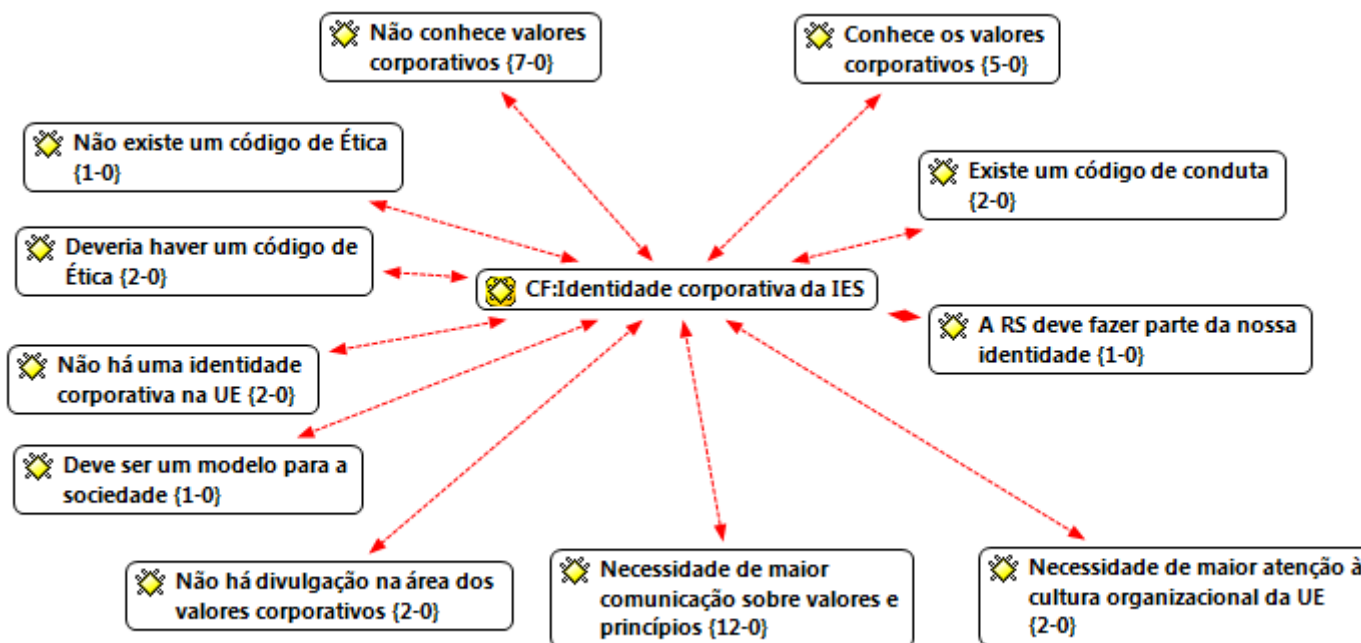 Não conhece valores
corporativos {7-0}
Conhece os valores
corporativos {5-0}
Não existe um código de Ética
{1-0}
Existe um código de conduta
{2-0}
Deveria haver um código de
Ética {2-0}
CF:Identidade corporativa da IES
A RS deve fazer parte da nossa
identidade {1-0}
Não há uma identidade
corporativa na UE {2-0}
Deve ser um modelo para a
sociedade {1-0}
Não há divulgação na área dos
valores corporativos {2-0}
Necessidade de maior
comunicação sobre valores e
princípios {12-0}
Necessidade de maior atenção à
cultura organizacional da UE
{2-0}